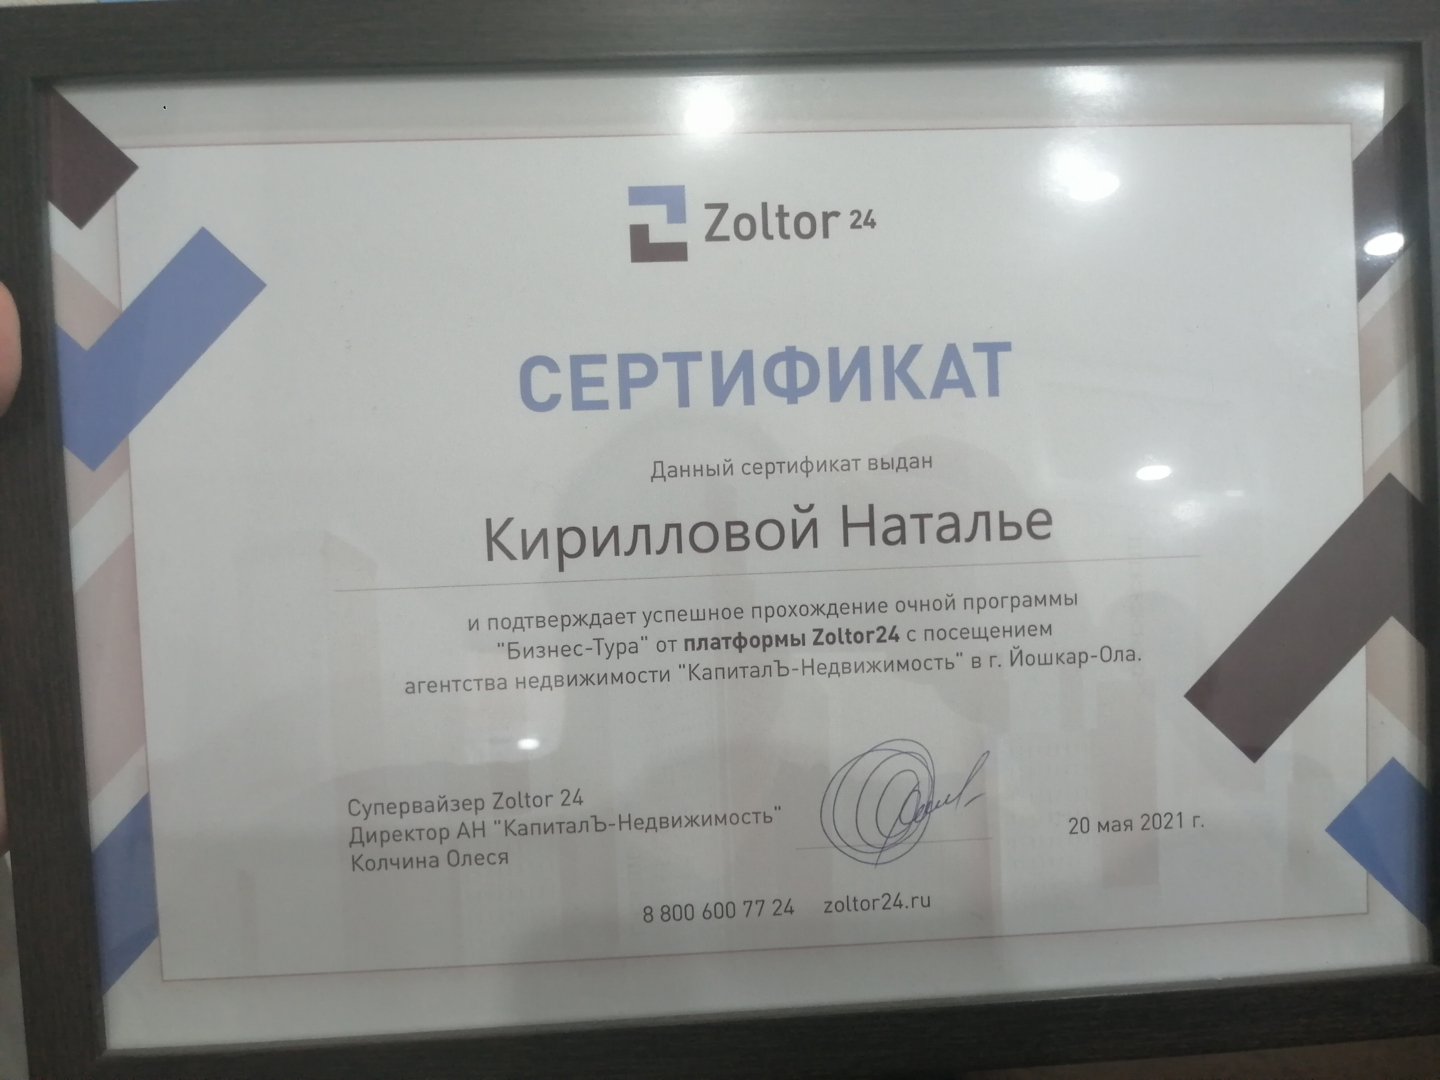 Zoltor 24
СЕРТИФИКАТ
Данный сертификат выдан
Кирилловой Наталье
и подтверждает успешное прохождение очной программы
"Бизнес-Тура" от платформы Zoltor24 с посещением
агентства недвижимости "КапиталЪ-Недвижимость" в г. Йошкар-Ола.
Супервайзер Zoltor 24
Директор АН "КапиталЪ-Недвижимость"
Колчина Олеся
20 мая 2021 г.
8 800 600 77 24 zoltor24.ru